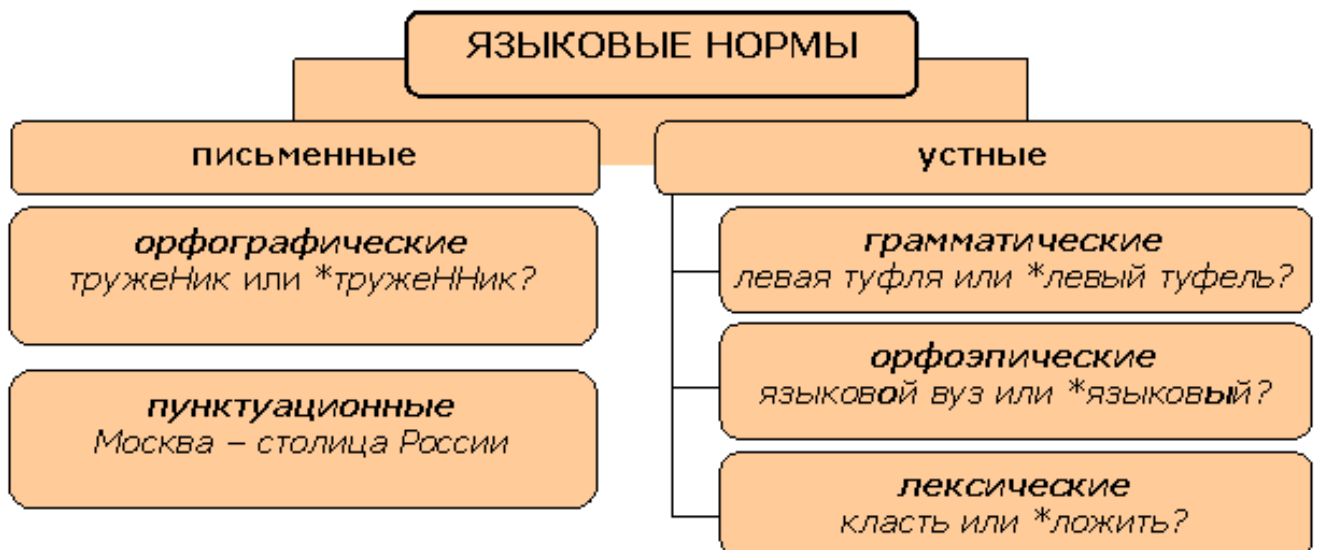 ЯЗЫКОВЫЕ НОРМЫ
письменные
орфографические
тружеНик или *тружеННик?
пунктуационные
Москва – столица России
устные
грамматические
левая туфля или *левый туфель?
орфоэпические
языковой вуз или *языковый?
лексические
класть или *ложить?